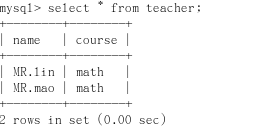 mysql> select * from teacher;
+--------+--------+
| name   | course |
+--------+--------+
| MR.lin | math   |
| MR.mao | math   |
+--------+--------+
2 rows in set (0.00 sec)